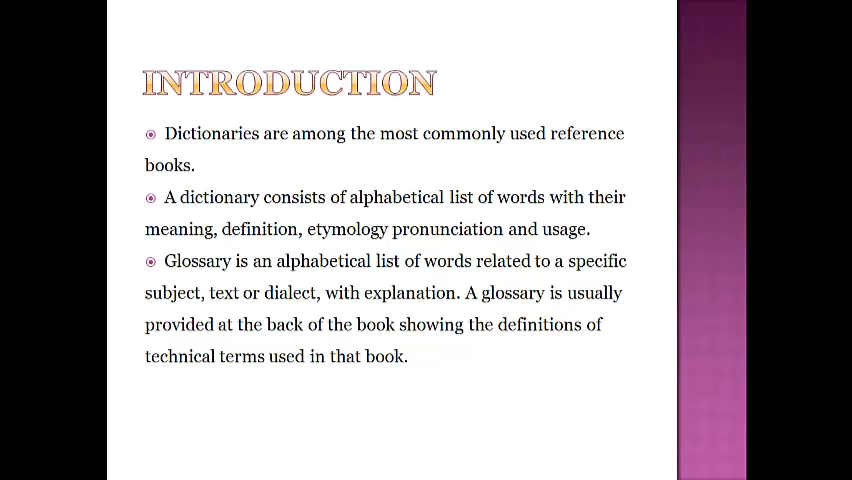 INTRODUCTION
Dictionaries are among the most commonly used reference
books.
A dictionary consists of alphabetical list of words with their
meaning, definition, etymology pronunciation and usage.
Glossary is an alphabetical list of words related to a specific
subject, text or dialect, with explanation. A glossary is usually
provided at the back of the book showing the definitions of
technical terms used in that book.